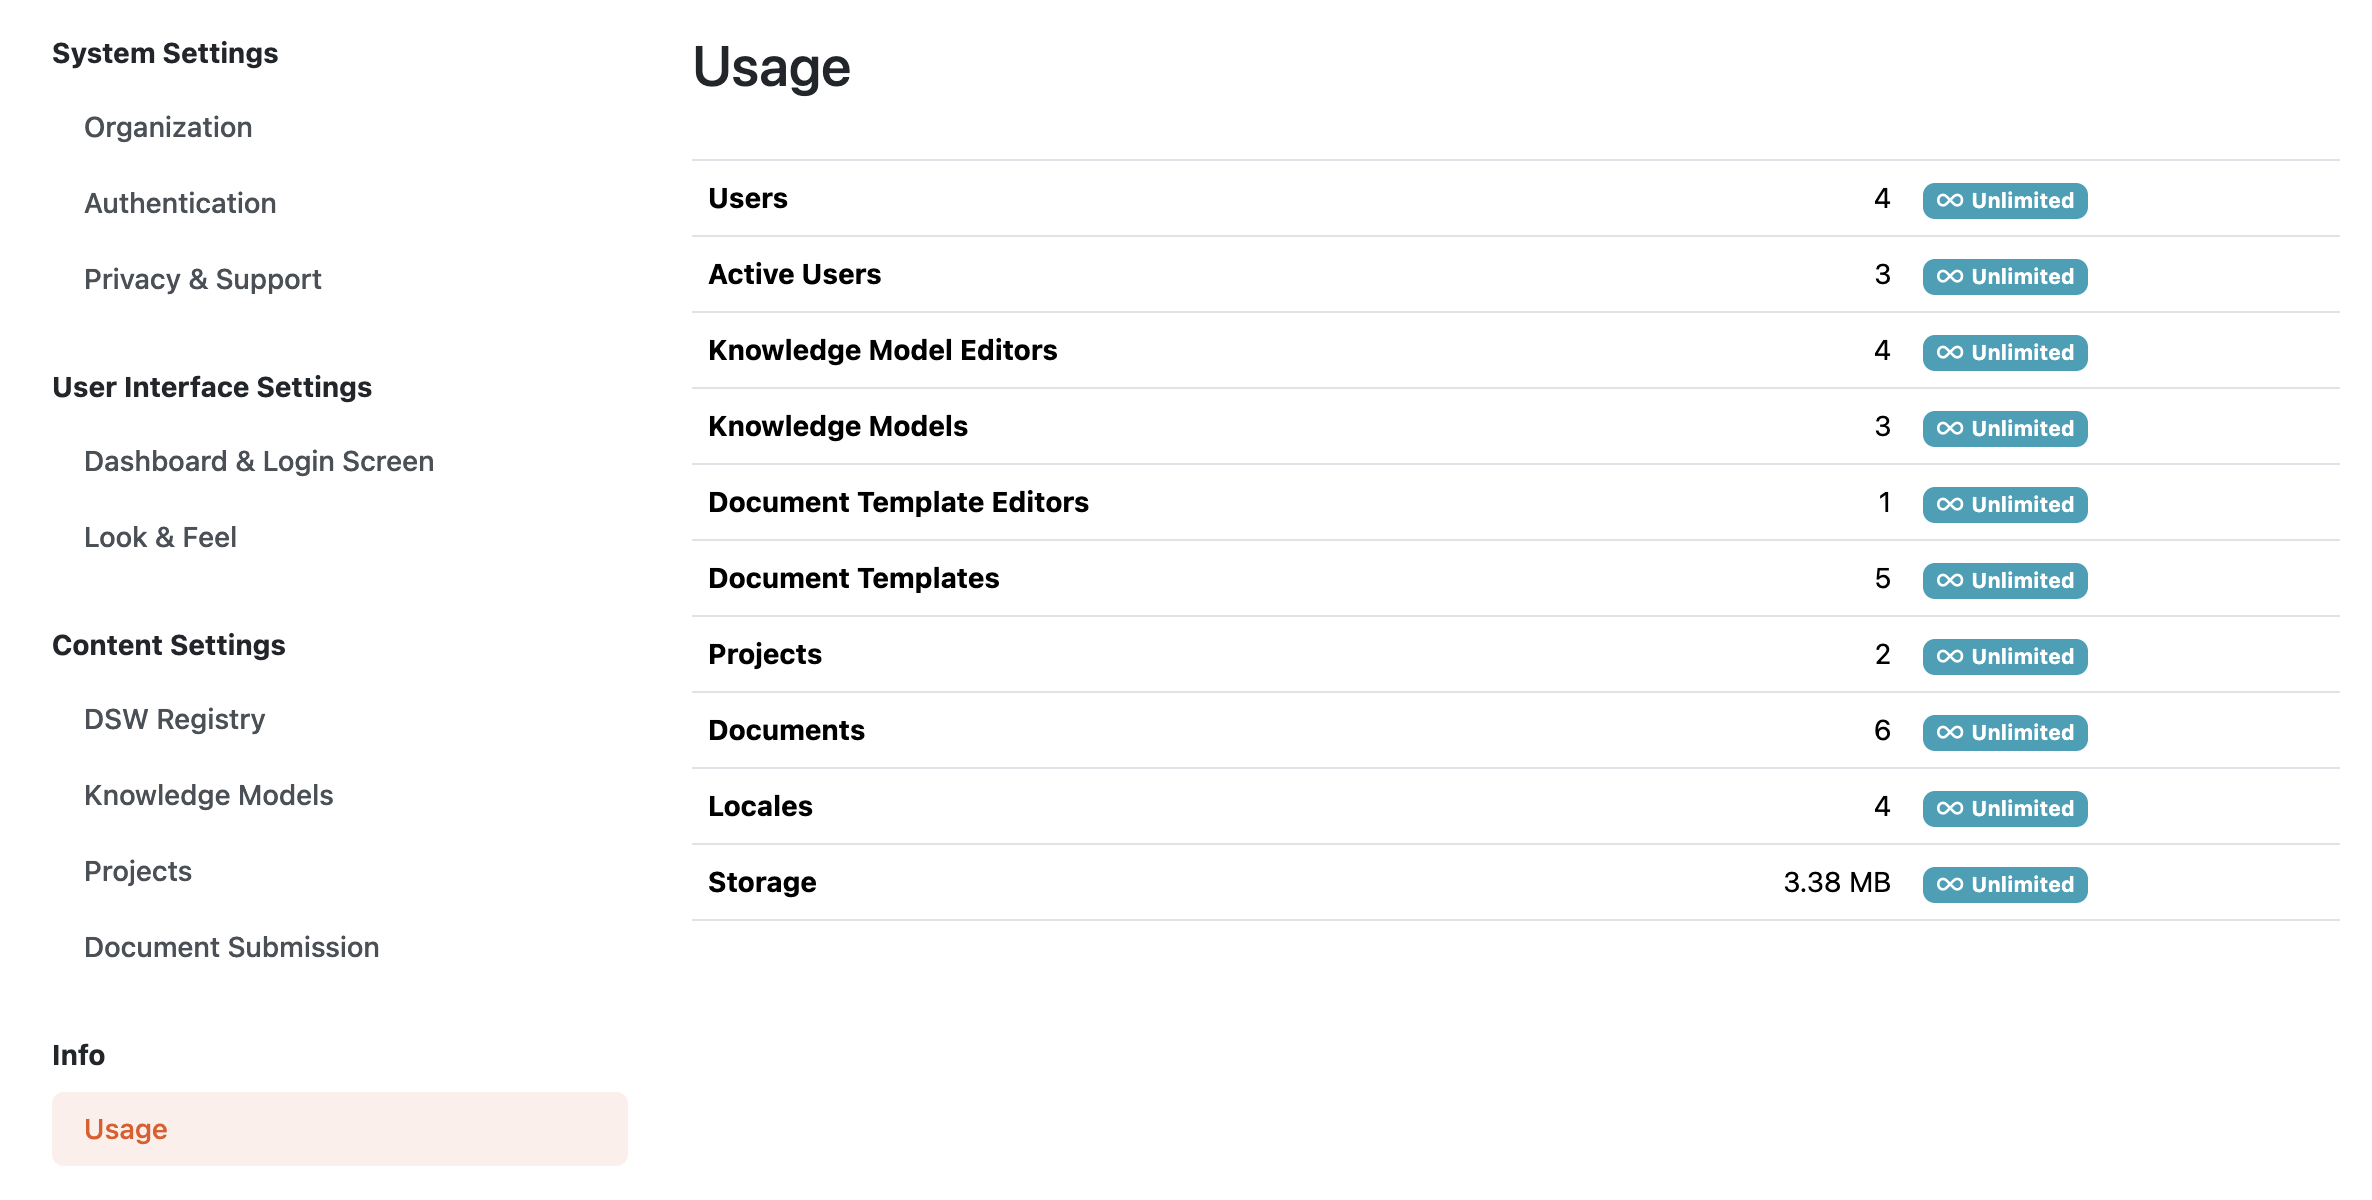 System Settings
Organization
Authentication
Privacy & Support
User Interface Settings
Dashboard & Login Screen
Look & Feel
Content Settings
DSW Registry
Knowledge Models
Projects
Document Submission
Info
Usage
Usage
Users 4 ∞ Unlimited
Active Users 3 ∞ Unlimited
Knowledge Model Editors 4 ∞ Unlimited
Knowledge Models 3 ∞ Unlimited
Document Template Editors 1 ∞ Unlimited
Document Templates 5 ∞ Unlimited
Projects 2 ∞ Unlimited
Documents 6 ∞ Unlimited
Locales 4 ∞ Unlimited
Storage 3.38 MB ∞ Unlimited